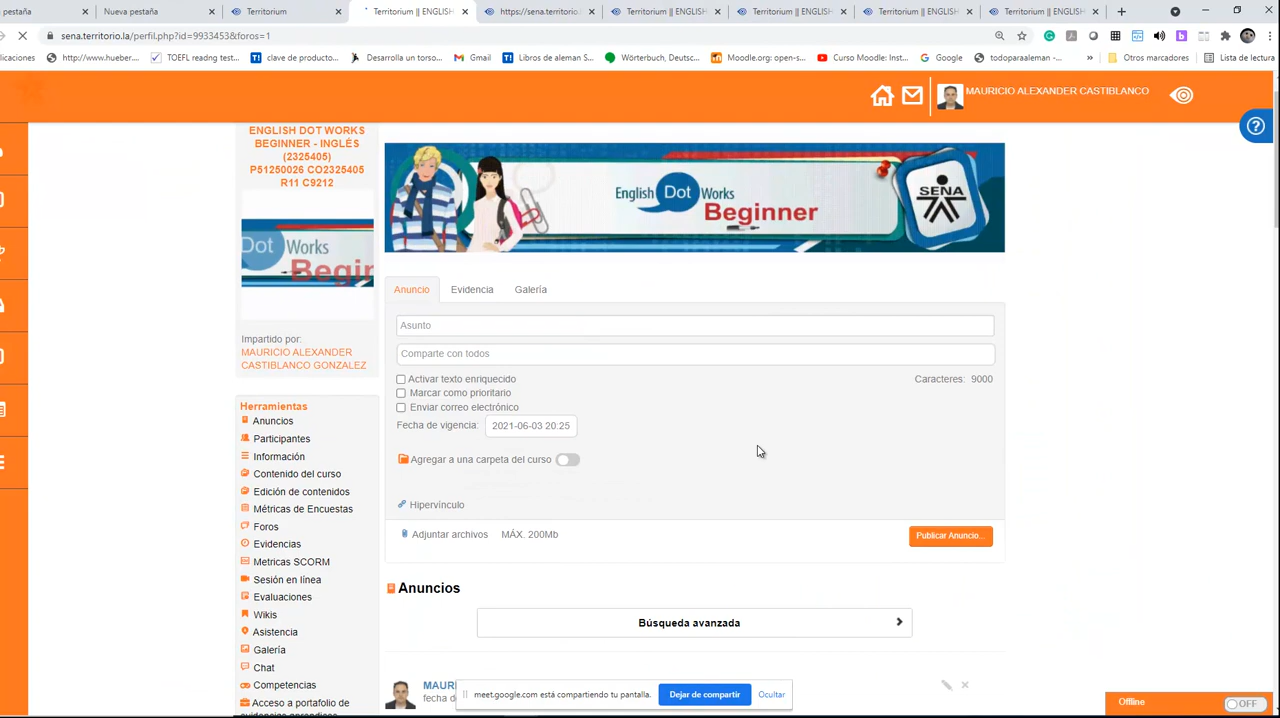 pestaña
Nueva pestaña
Territorium
Territorium || ENGLISH
https://sena.territorio.
Territorium || ENGLISH
Territorium || ENGLISH
Territorium || ENGLISH
Territorium || ENGLISH
sena.territorio.la/perfil.php?id=9933453&foros=1
ciones
http://www.hueber....
TOEFL readng test...
clave de producto...
Desarrolla un torso...
Gmail
Libros de aleman S...
Wörterbuch, Deutsc...
Moodle.org: open-s...
Curso Moodle: Inst...
Google
todoparaaleman -...
»
Otros marcadores
Lista de lectura
MAURICIO ALEXANDER CASTIBLANCO
ENGLISH DOT WORKS
BEGINNER - INGLÉS
(2325405)
P51250026 CO2325405
R11 C9212
Dot Works
Begin
Impartido por:
MAURICIO ALEXANDER
CASTIBLANCO GONZALEZ
English Dot Works
Beginner
SENA
Anuncio
Evidencia
Galería
Asunto
Comparte con todos
Activar texto enriquecido
Caracteres: 9000
Marcar como prioritario
Enviar correo electrónico
Fecha de vigencia:
2021-06-03 20:25
Agregar a una carpeta del curso
Hipervínculo
Adjuntar archivos
MÁX. 200Mb
Publicar Anuncio...
Herramientas
Anuncios
Participantes
Información
Contenido del curso
Edición de contenidos
Métricas de Encuestas
Foros
Evidencias
Metricas SCORM
Sesión en línea
Evaluaciones
Wikis
Asistencia
Galería
Chat
Competencias
Acceso a portafolio de
evidencias aprendices
Anuncios
Búsqueda avanzada
MAURI
fecha de
meet.google.com está compartiendo tu pantalla.
Dejar de compartir
Ocultar
Offline
OFF